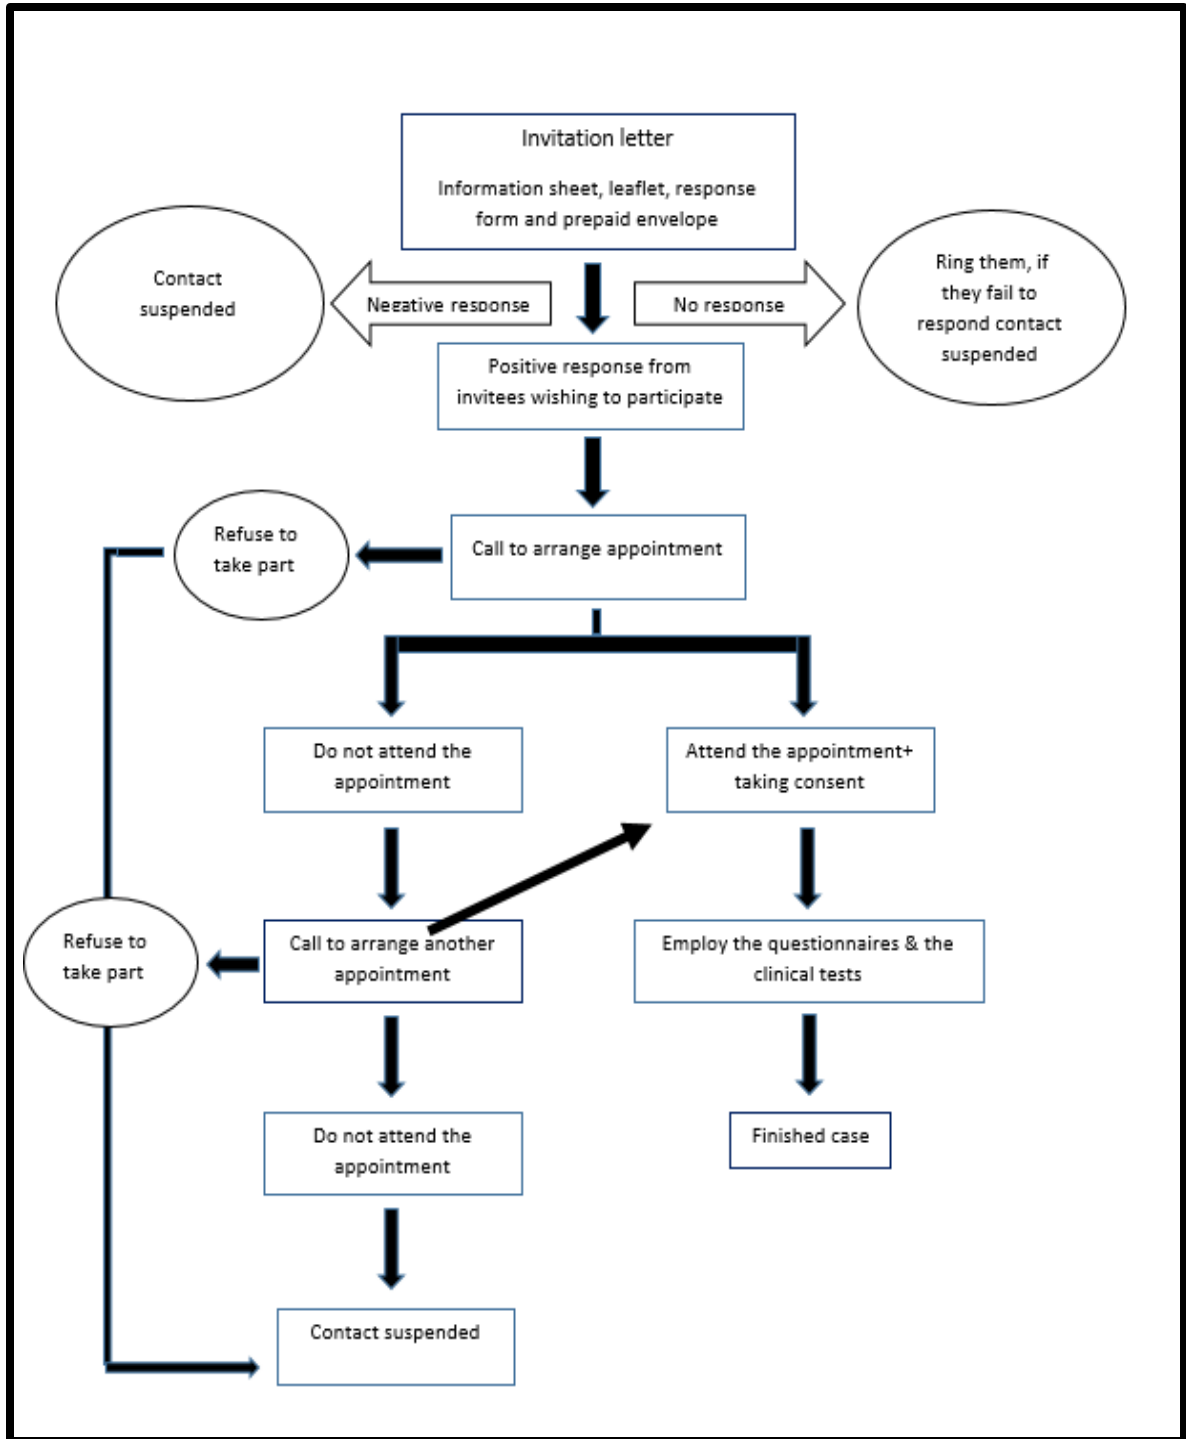 Invitation letter
Information sheet, leaflet, response
form and prepaid envelope
Contact
suspended
Negative response
No response
Ring them, if
they fail to
respond contact
suspended
Positive response from
invitees wishing to participate
Refuse to
take part
Call to arrange appointment
Do not attend the
appointment
Attend the appointment+
taking consent
Refuse to
take part
Call to arrange another
appointment
Employ the questionnaires & the
clinical tests
Do not attend the
appointment
Finished case
Contact suspended